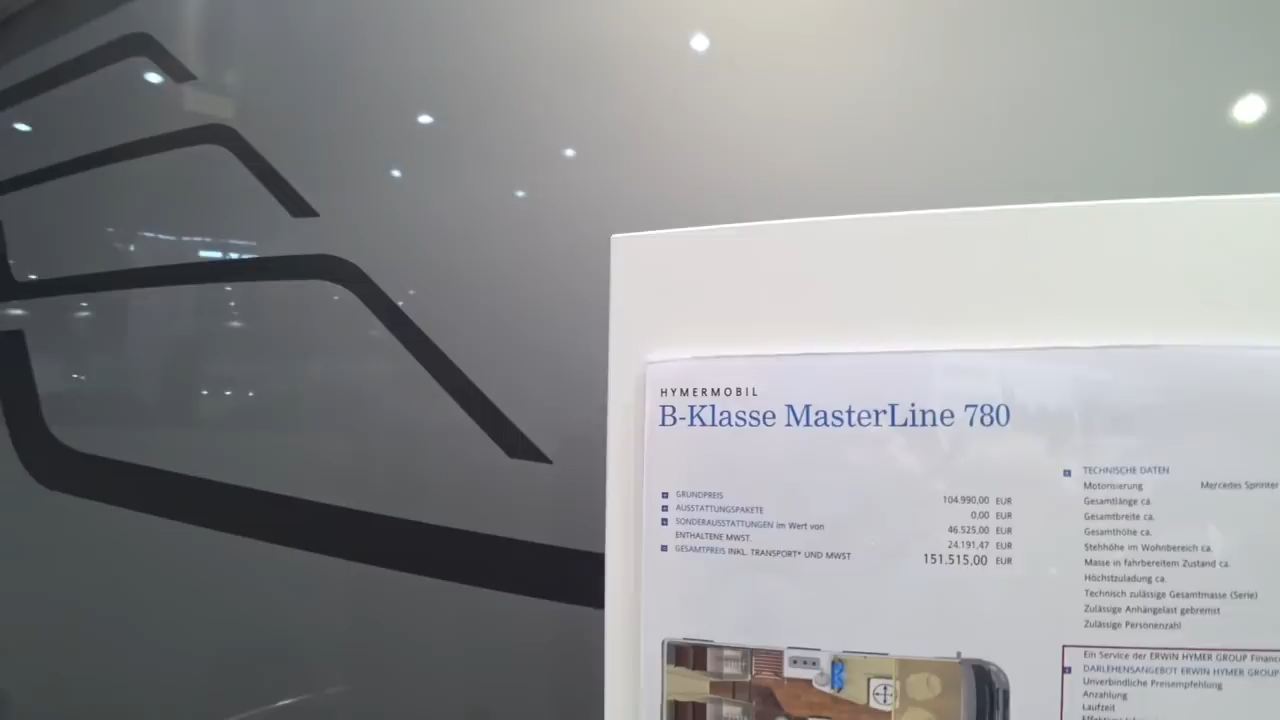 HYMERMOBIL
B-Klasse MasterLine 780
GRUNDPREIS 104.990,00 EUR
AUSSTATTUNGSPAKETE 0,00 EUR
SONDERAUSSTATTUNGEN im Wert von 46.525,00 EUR
ENTHALTENE MWST. 24.191,47 EUR
GESAMTPREIS INKL. TRANSPORT* UND MWST 151.515,00 EUR
TECHNISCHE DATEN
Motorisierung Mercedes Sprinter
Gesamtlänge ca.
Gesamtbreite ca.
Gesamthöhe ca.
Stehhöhe im Wohnbereich ca.
Masse in fahrbereitem Zustand ca.
Höchstzuladung ca.
Technisch zulässige Gesamtmasse (Serie)
Zulässige Anhängelast gebremst
Zulässige Personenzahl
Ein Service der ERWIN HYMER GROUP Financ
DARLEHENSANGEBOT ERWIN HYMER GROUP
Unverbindliche Preisempfehlung
Anzahlung
Laufzeit